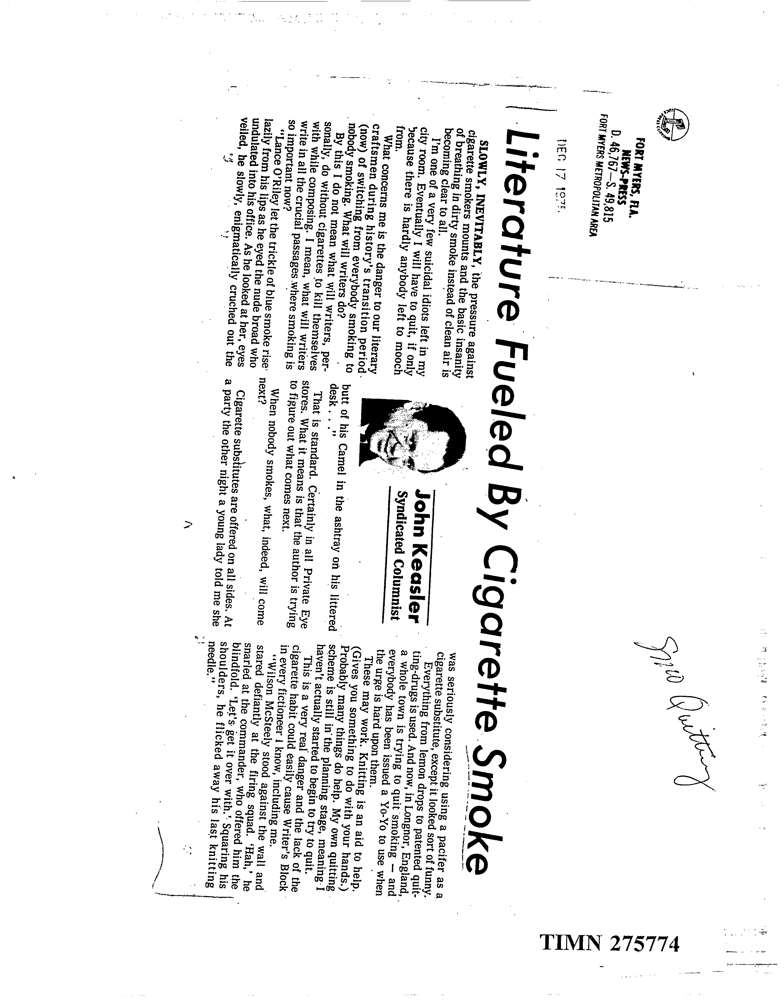 FORT MYERS, FLA.
NEWS-PRESS
D. 46,767—S. 49,815
FORT MYERS METROPOLITAN AREA
DEC 17 1975
Literature Fueled By Cigarette Smoke
SLOWLY, INEVITABLY, the pressure against
cigarette smokers mounts and the basic insanity
of breathing in dirty smoke instead of clean air is
becoming clear to all.
I'm one of a very few suicidal idiots left in my
city room. Eventually I will have to quit, if only
because there is hardly anybody left to mooch
from.
What concerns me is the danger to our literary
craftsmen during history's transition period
(now) of switching from everybody smoking to
nobody smoking. What will writers do?
By this I do not mean what will writers, per-
sonally, do without cigarettes to kill themselves
with while composing. I mean, what will writers
write in all the crucial passages where smoking is
so important now?
"Lance O'Riley let the trickle of blue smoke rise
lazily from his lips as he eyed the nude broad who
undulated into his office. As he looked at her, eyes
veiled, he slowly, enigmatically cruched out the
John Keasler
Syndicated Columnist
butt of his Camel in the ashtray on his littered
desk . . ."
That is standard. Certainly in all Private Eye
stores. What it means is that the author is trying
to figure out what comes next.
When nobody smokes, what, indeed, will come
next?
Cigarette substitutes are offered on all sides. At
a party the other night a young lady told me she
was seriously considering using a pacifer as a
cigarette substitute, except it looked sort of funny.
Everything from lemon drops to patented quit-
ting-drugs is used. And now, in Longnor, England,
a whole town is trying to quit smoking — and
everybody has been issued a Yo-Yo to use when
the urge is hard upon them.
These may work. Knitting is an aid to help.
(Gives you something to do with your hands.)
Probably many things do help. My own quitting
scheme is still in the planning stage, meaning I
haven't actually started to begin to try to quit.
This is a very real danger and the lack of the
cigarette habit could easily cause Writer's Block
in every fictioneer I know, including me.
"Wilson McSteely stood against the wall and
stared defiantly at the firing squad. 'Hah,' he
snarled at the commander, who offered him the
blindfold. 'Let's get it over with.' Squaring his
shoulders, he flicked away his last knitting
needle."
Quitting
TIMN 275774